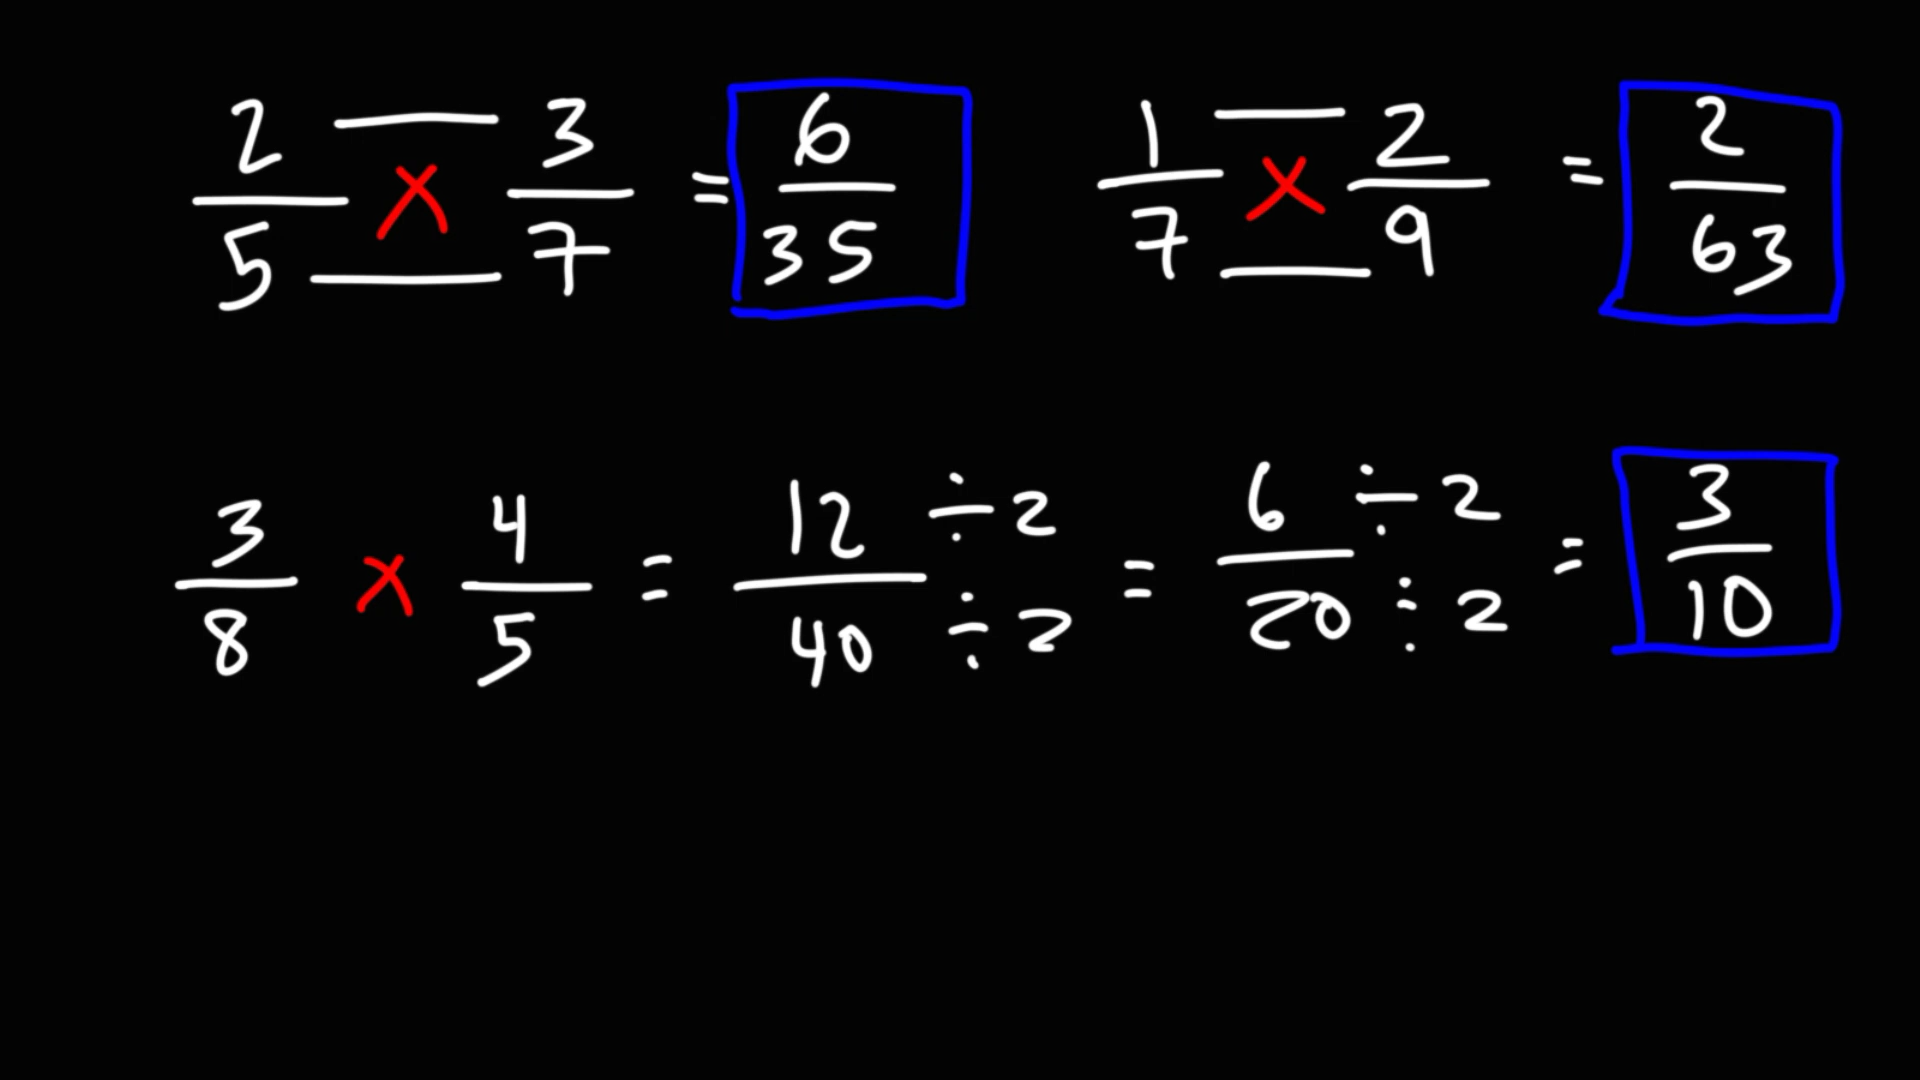 2/5 × 3/7 = 6/35
1/7 × 2/9 = 2/63
3/8 × 4/5 = 12÷2/40÷2 = 6÷2/20÷2 = 3/10